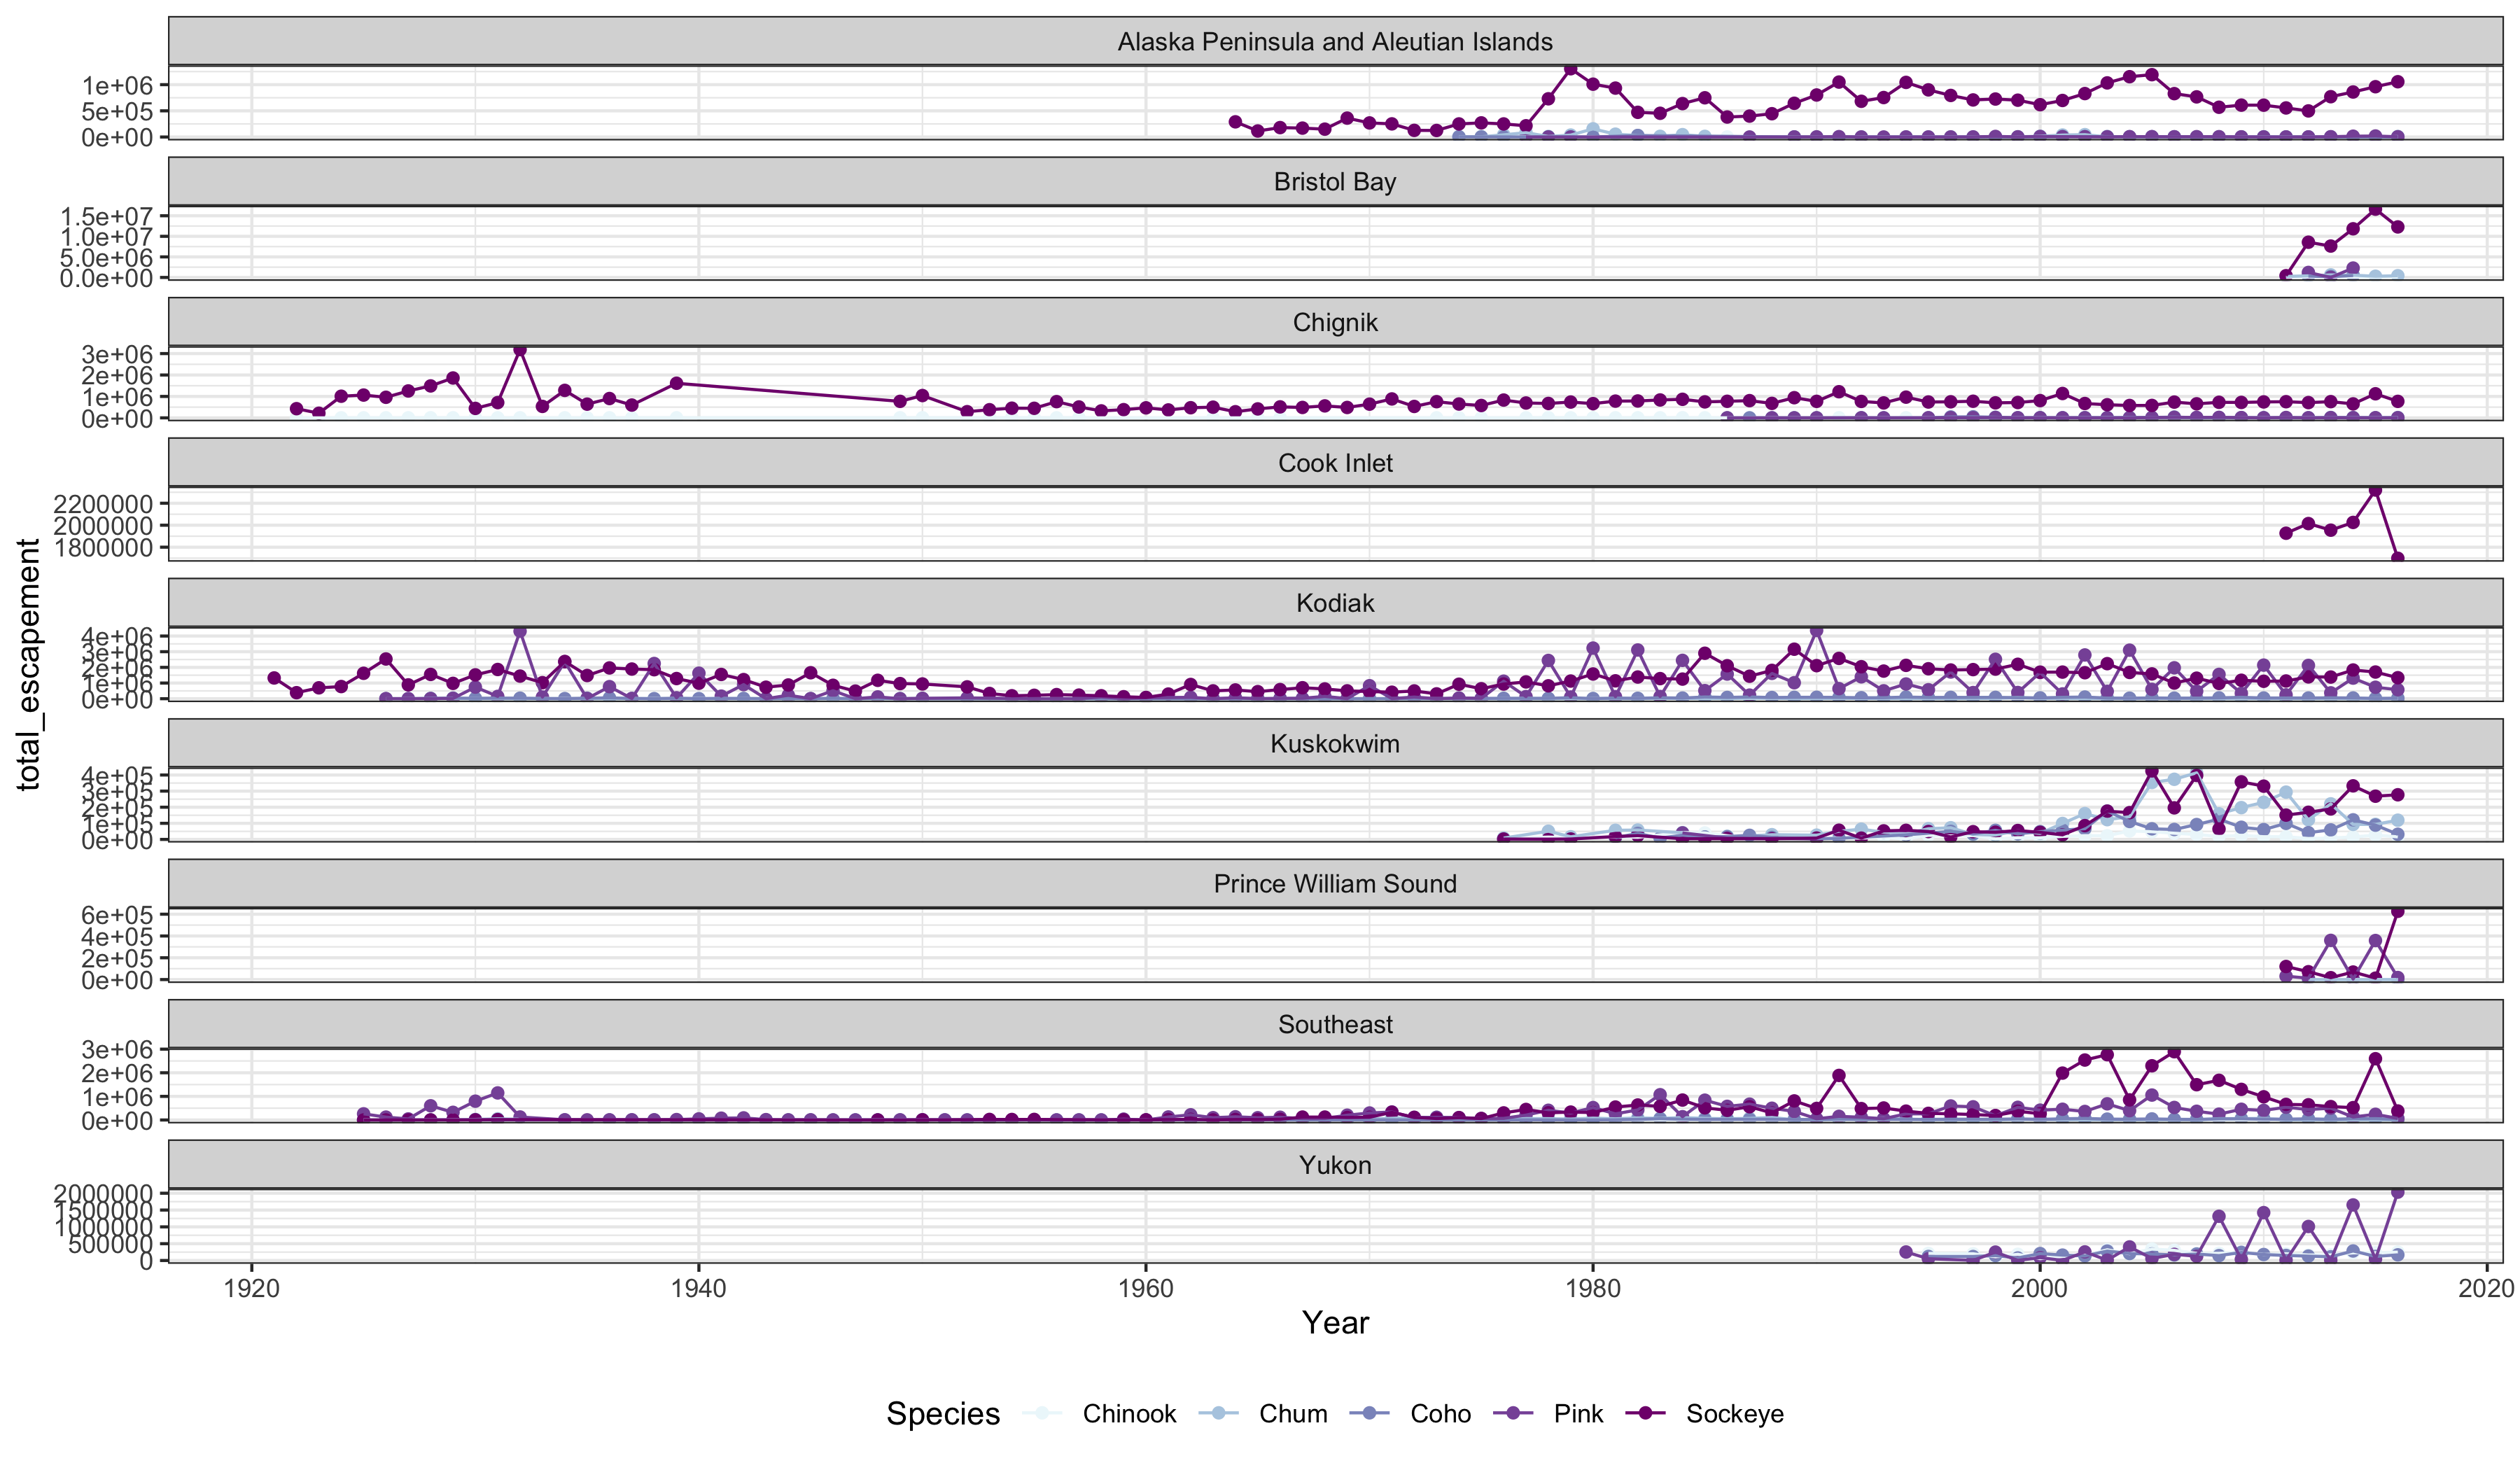 Alaska Peninsula and Aleutian Islands
1e+06
5e+05
0e+00
Bristol Bay
1.5e+07
1.0e+07
5.0e+06
0.0e+00
Chignik
3e+06
2e+06
1e+06
0e+00
Cook Inlet
2200000
2000000
1800000
total_escapement
Kodiak
4e+06
3e+06
2e+06
1e+06
0e+00
Kuskokwim
4e+05
3e+05
2e+05
1e+05
0e+00
Prince William Sound
6e+05
4e+05
2e+05
0e+00
Southeast
3e+06
2e+06
1e+06
0e+00
Yukon
2000000
1500000
1000000
500000
0
1920 1940 1960 1980 2000 2020
Year
Species Chinook Chum Coho Pink Sockeye